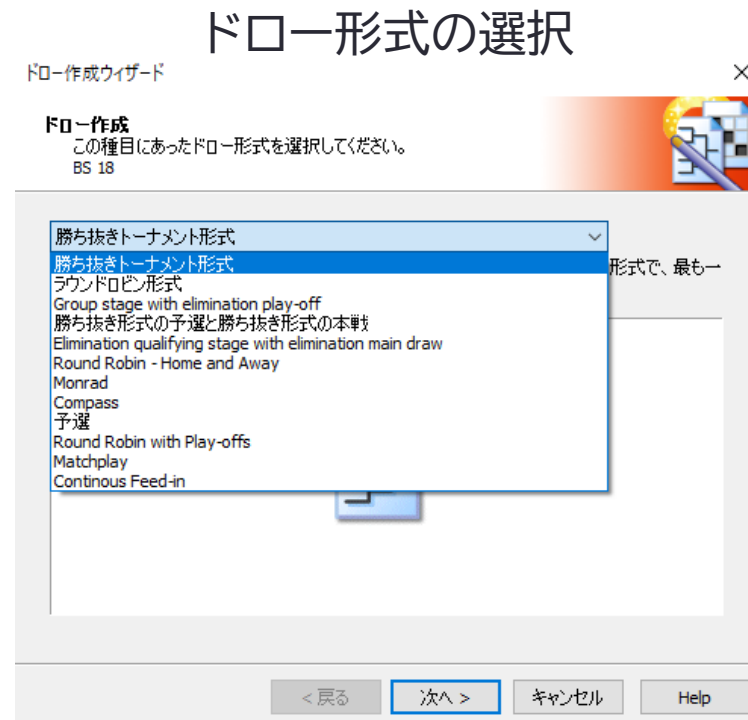 ドロー形式の選択
ドロー作成ウィザード
ドロー作成
この種目にあったドロー形式を選択してください。
BS 18
勝ち抜きトーナメント形式
勝ち抜きトーナメント形式
形式で、最も一
ラウンドロビン形式
Group stage with elimination play-off
勝ち抜き形式の予選と勝ち抜き形式の本戦
Elimination qualifying stage with elimination main draw
Round Robin - Home and Away
Monrad
Compass
予選
Round Robin with Play-offs
Matchplay
Continous Feed-in
< 戻る
次へ >
キャンセル
Help